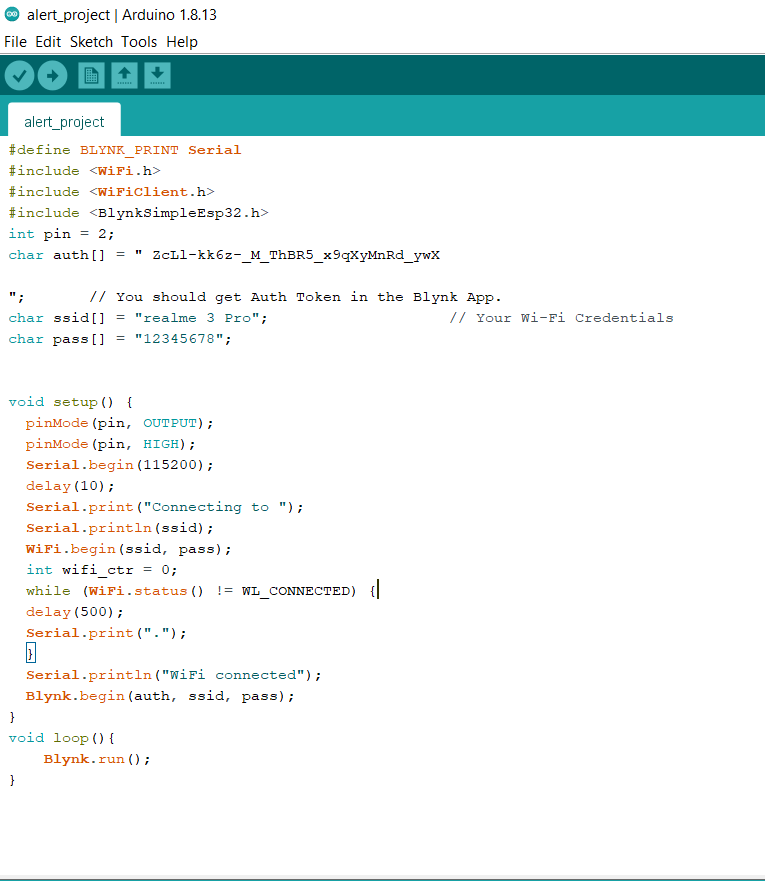 alert_project | Arduino 1.8.13
File Edit Sketch Tools Help
alert_project
#define BLYNK_PRINT Serial
#include <WiFi.h>
#include <WiFiClient.h>
#include <BlynkSimpleEsp32.h>
int pin = 2;
char auth[] = " ZcLl-kk6z-_M_ThBR5_x9qXyMnRd_ywX
";       // You should get Auth Token in the Blynk App.
char ssid[] = "realme 3 Pro";                    // Your Wi-Fi Credentials
char pass[] = "12345678";
void setup() {
  pinMode(pin, OUTPUT);
  pinMode(pin, HIGH);
  Serial.begin(115200);
  delay(10);
  Serial.print("Connecting to ");
  Serial.println(ssid);
  WiFi.begin(ssid, pass);
  int wifi_ctr = 0;
  while (WiFi.status() != WL_CONNECTED) {
  delay(500);
  Serial.print(".");
  }
  Serial.println("WiFi connected");
  Blynk.begin(auth, ssid, pass);
}
void loop(){
    Blynk.run();
}